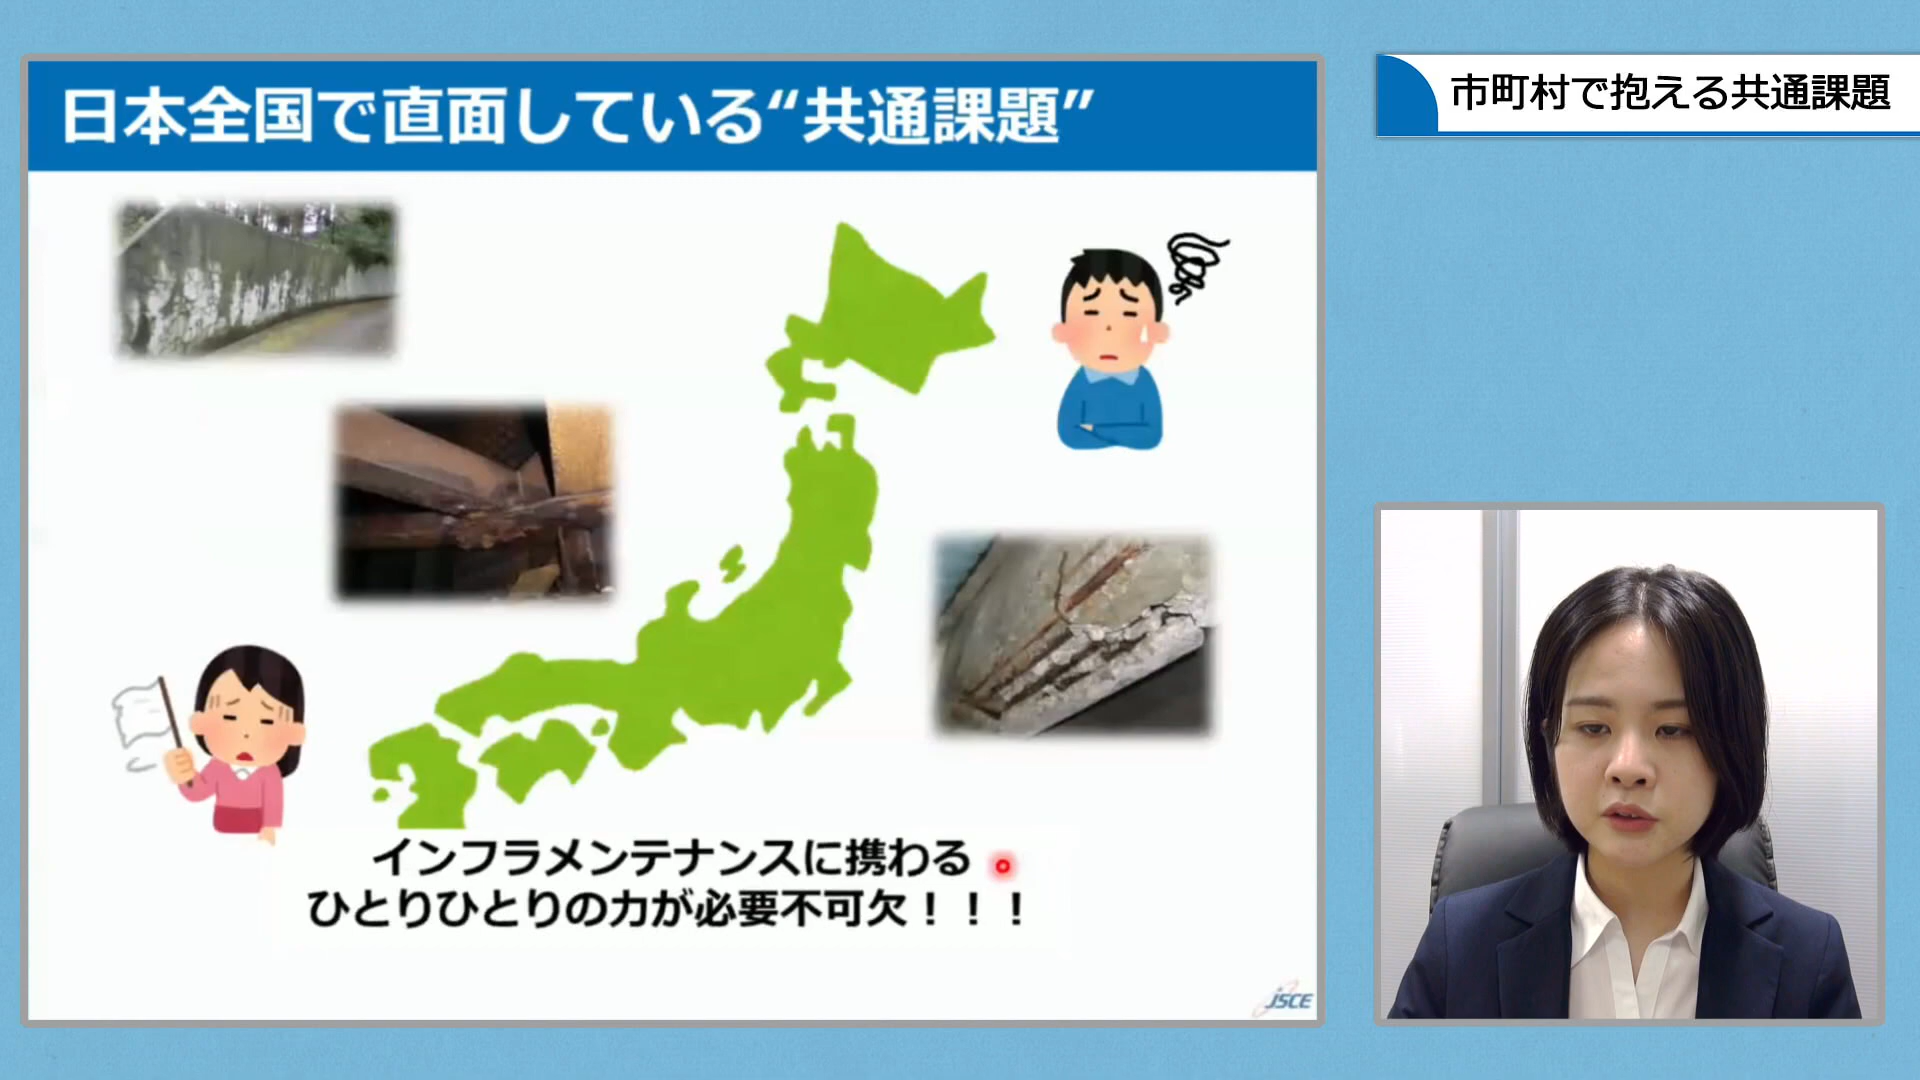 日本全国で直面している“共通課題”
市町村で抱える共通課題
インフラメンテナンスに携わる
ひとりひとりの力が必要不可欠！！！
JSCE